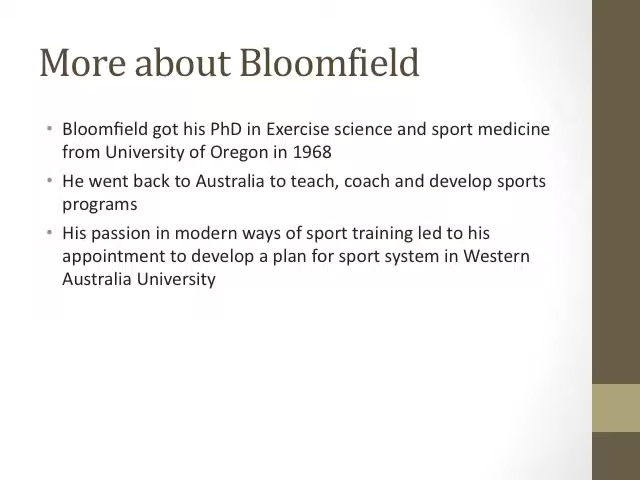 More about Bloomfield
• Bloomfield got his PhD in Exercise science and sport medicine
from University of Oregon in 1968
• He went back to Australia to teach, coach and develop sports
programs
• His passion in modern ways of sport training led to his
appointment to develop a plan for sport system in Western
Australia University